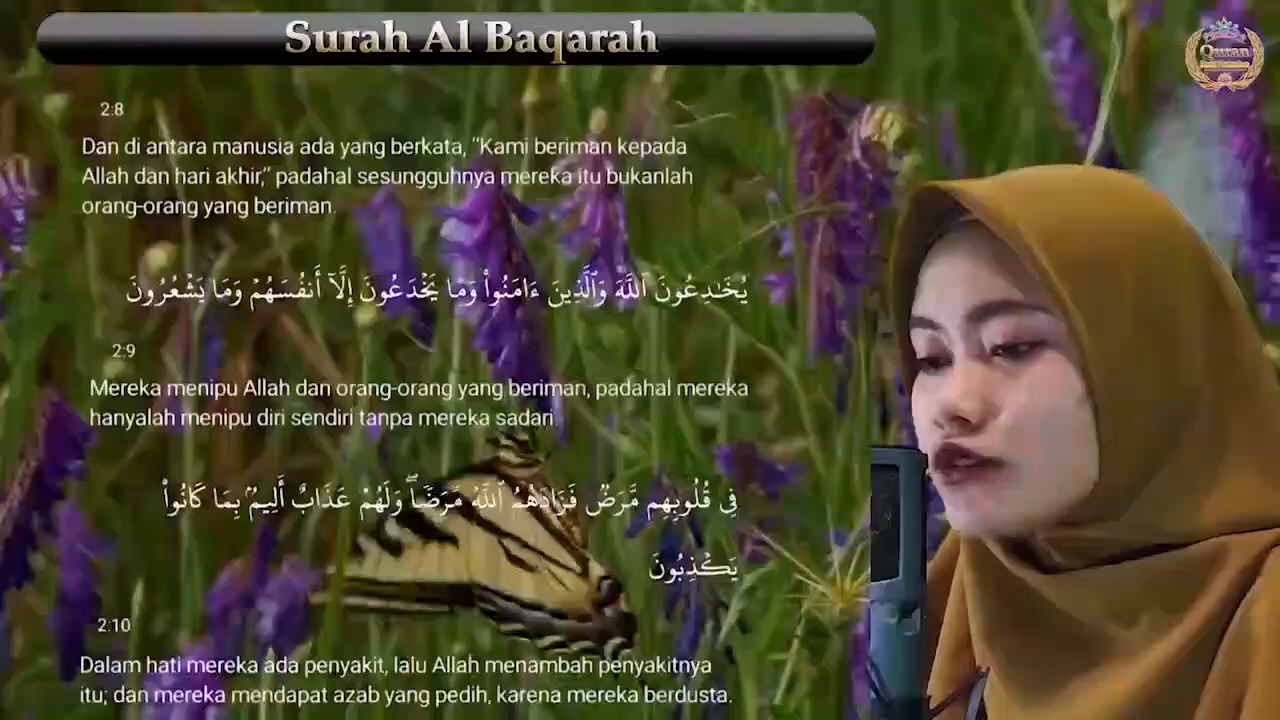 Surah Al Baqarah
Quran
2:8
Dan di antara manusia ada yang berkata, “Kami beriman kepada
Allah dan hari akhir,” padahal sesungguhnya mereka itu bukanlah
orang-orang yang beriman.
يُخَـٰدِعُونَ ٱللَّهَ وَٱلَّذِينَ ءَامَنُوا۟ وَمَا يَخْدَعُونَ إِلَّآ أَنفُسَهُمْ وَمَا يَشْعُرُونَ
2:9
Mereka menipu Allah dan orang-orang yang beriman, padahal mereka
hanyalah menipu diri sendiri tanpa mereka sadari.
فِى قُلُوبِهِم مَّرَضٌ فَزَادَهُمُ ٱللَّهُ مَرَضًا ۖ وَلَهُمْ عَذَابٌ أَلِيمٌۢ بِمَا كَانُوا۟
يَكْذِبُونَ
2:10
Dalam hati mereka ada penyakit, lalu Allah menambah penyakitnya
itu; dan mereka mendapat azab yang pedih, karena mereka berdusta.